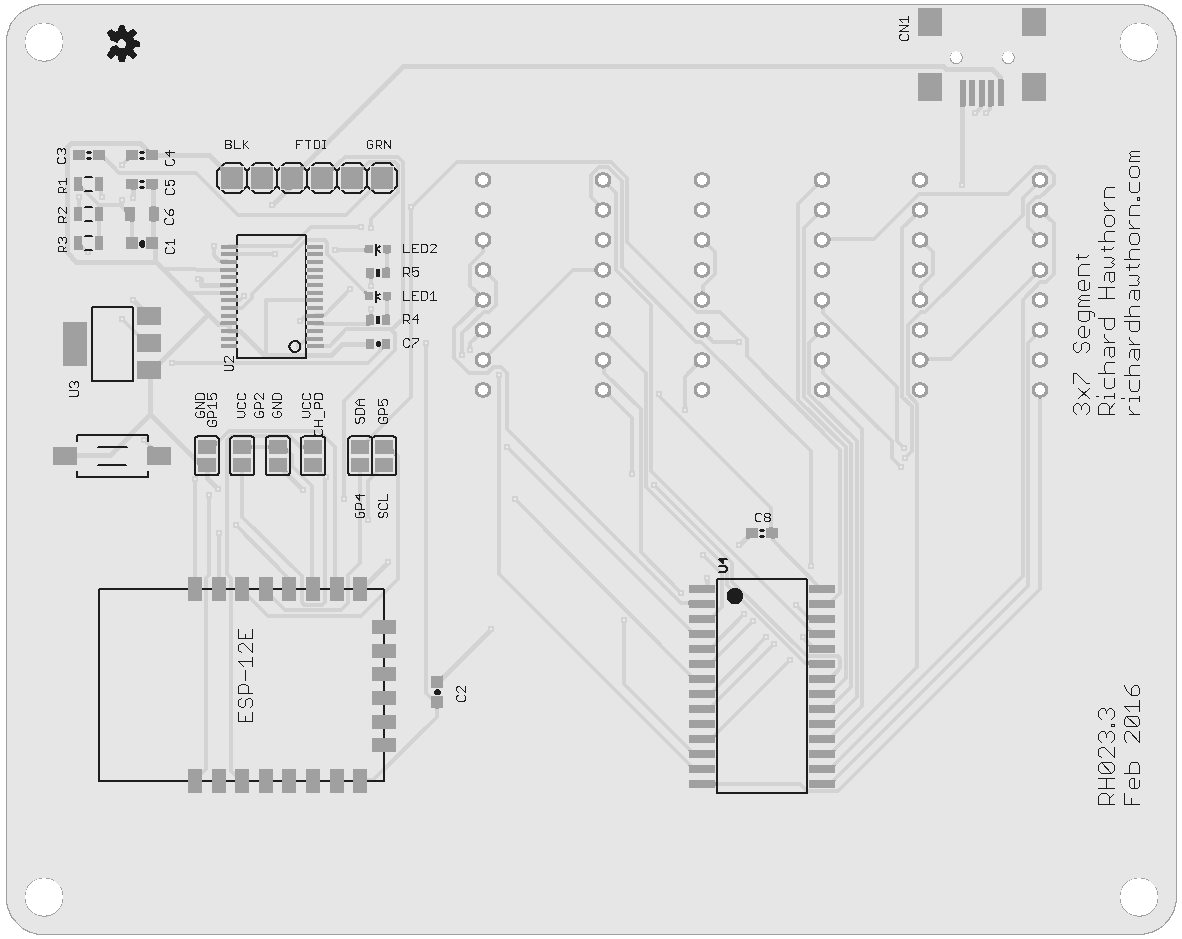 CN1
BLK FTDI GRN
C3
C4
R1
C5
R2
C6
R3
C1
LED2
R5
LED1
R4
C7
U2
U3
GND
GP15
VCC
GP2
GND
VCC
CH_PD
SDA
GP5
GP4
SCL
3x7 Segment
Richard Hawthorn
richardhawthorn.com
C8
ESP-12E
C2
RH023.3
Feb 2016